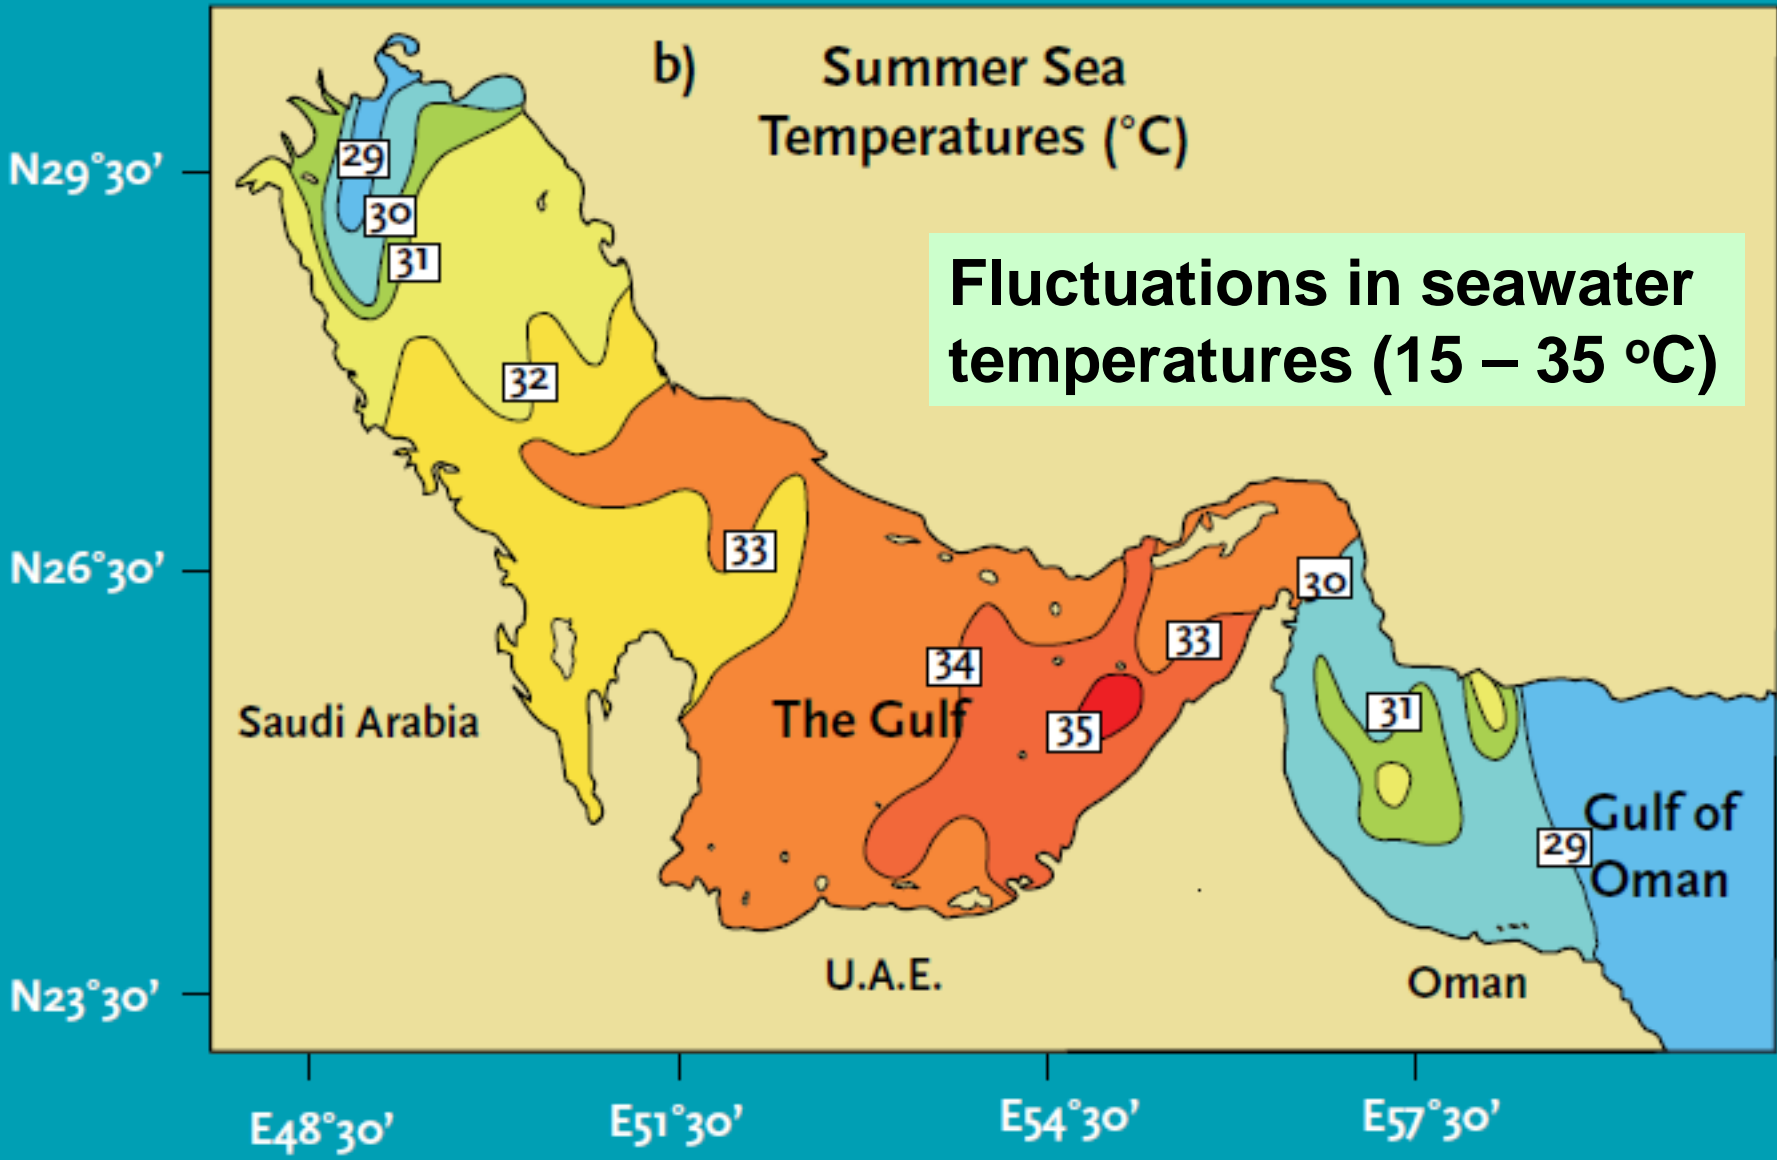 b)
Summer Sea
Temperatures (°C)
Fluctuations in seawater
temperatures (15 – 35 ºC)
N29°30’
N26°30’
N23°30’
29
30
31
32
33
30
33
34
35
31
29
Saudi Arabia
The Gulf
Gulf of
Oman
U.A.E.
Oman
E48°30’
E51°30’
E54°30’
E57°30’